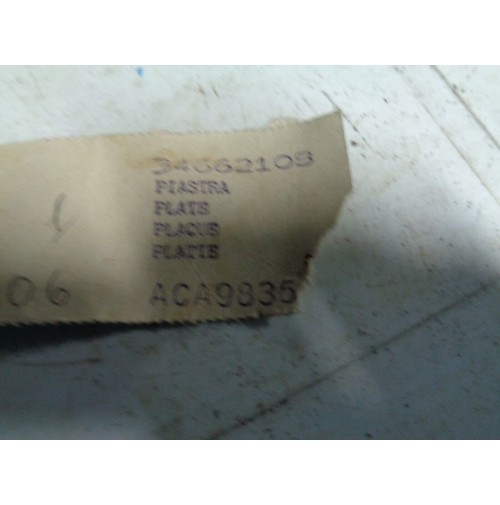 34662108
PIASTRA
PLATE
PLAQUE
PLATTE
06
ACA9835